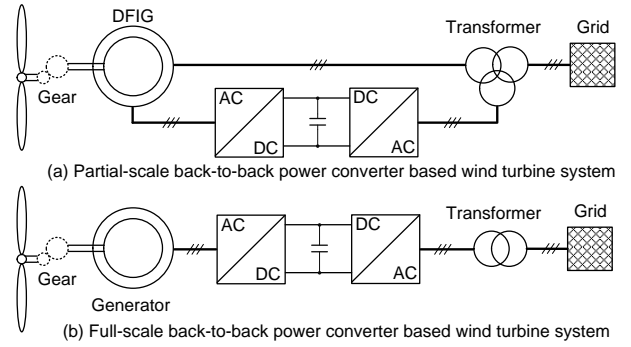 DFIG
Transformer
Grid
Gear
AC
DC
DC
AC
(a) Partial-scale back-to-back power converter based wind turbine system
Transformer
Grid
AC
DC
DC
AC
Gear
Generator
(b) Full-scale back-to-back power converter based wind turbine system